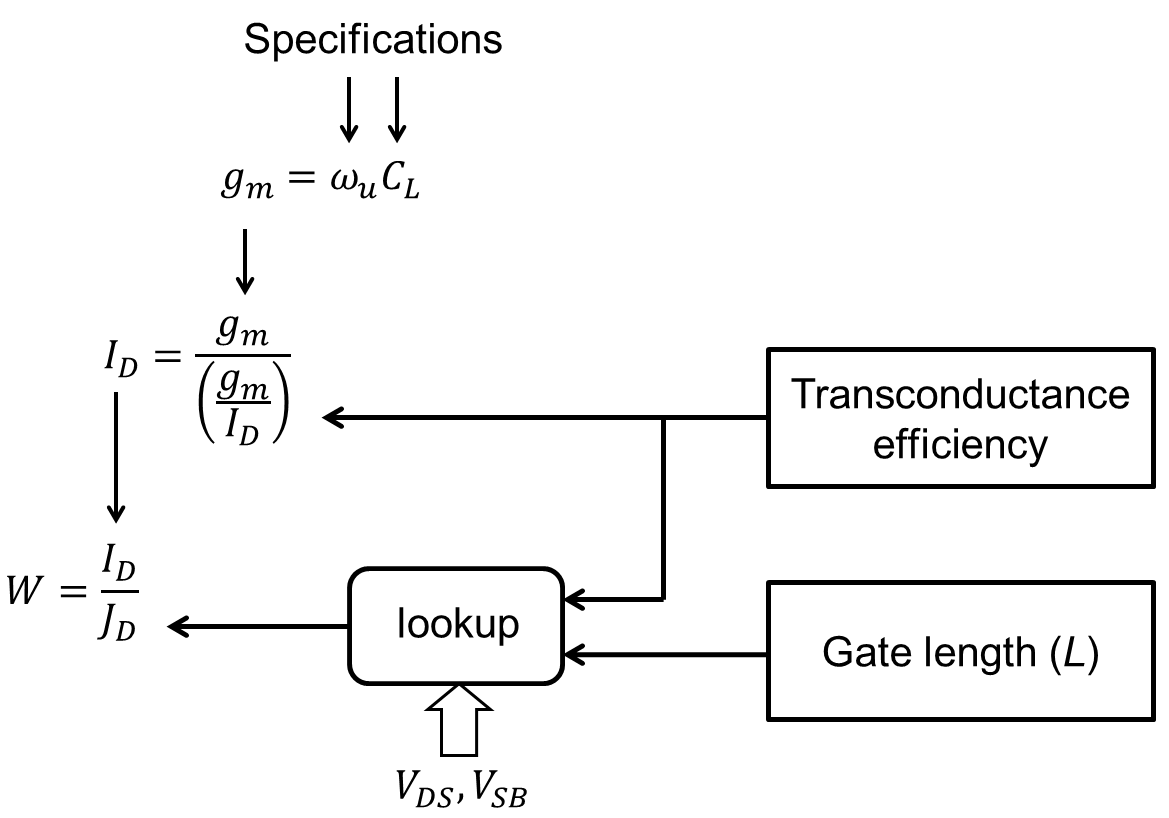 Specifications
g_m = ω_u C_L
I_D = g_m / (g_m / I_D)
Transconductance
efficiency
W = I_D / J_D
lookup
Gate length (L)
V_DS, V_SB